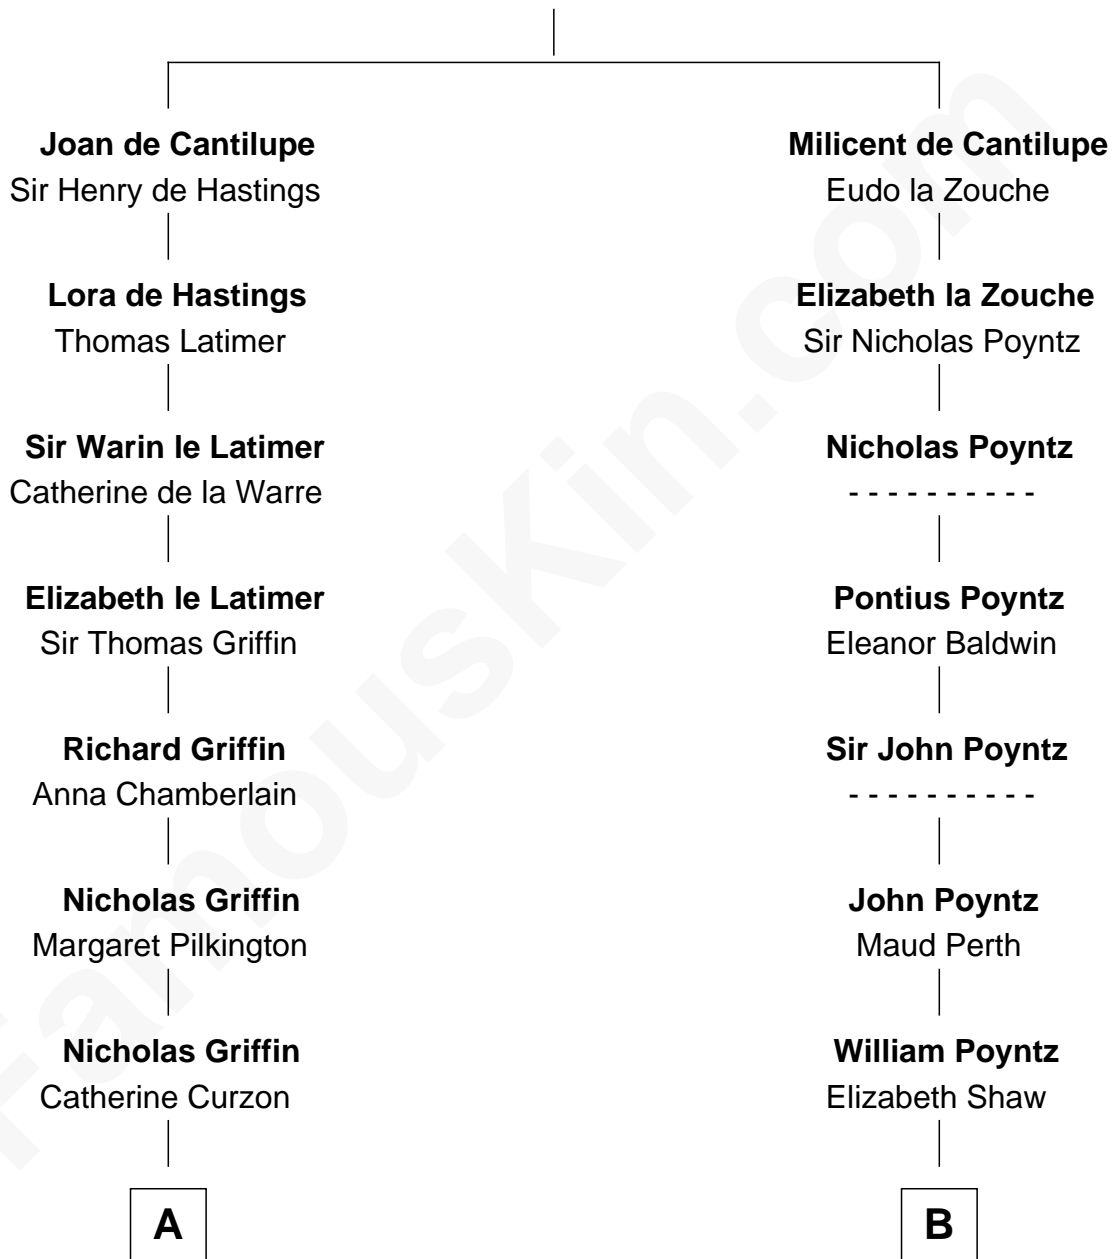 Joan de Cantilupe
Sir Henry de Hastings
Lora de Hastings
Thomas Latimer
Sir Warin le Latimer
Catherine de la Warre
Elizabeth le Latimer
Sir Thomas Griffin
Richard Griffin
Anna Chamberlain
Nicholas Griffin
Margaret Pilkington
Nicholas Griffin
Catherine Curzon
A
Milicent de Cantilupe
Eudo la Zouche
Elizabeth la Zouche
Sir Nicholas Poyntz
Nicholas Poyntz
- - - - - - - - - -
Pontius Poyntz
Eleanor Baldwin
Sir John Poyntz
- - - - - - - - - -
John Poyntz
Maud Perth
William Poyntz
Elizabeth Shaw
B
FamousKin.com